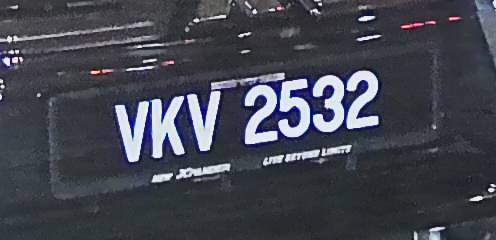 VKV 2532
NEW XPANDER LIVE BEYOND LIMITS